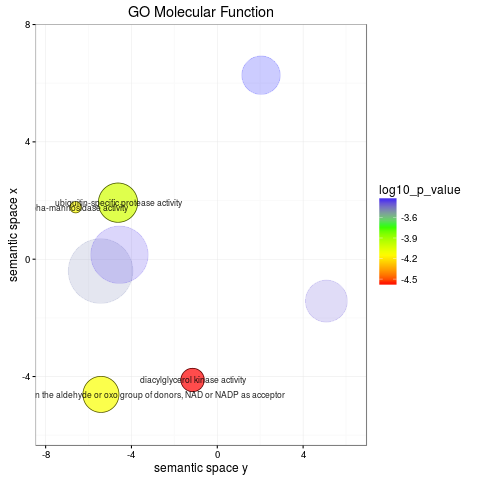 GO Molecular Function
8
4
0
-4
-8
-4
0
4
semantic space x
semantic space y
ubiquitin-specific protease activity
ha-mannosidase activity
diacylglycerol kinase activity
n the aldehyde or oxo group of donors, NAD or NADP as acceptor
log10_p_value
-3.6
-3.9
-4.2
-4.5